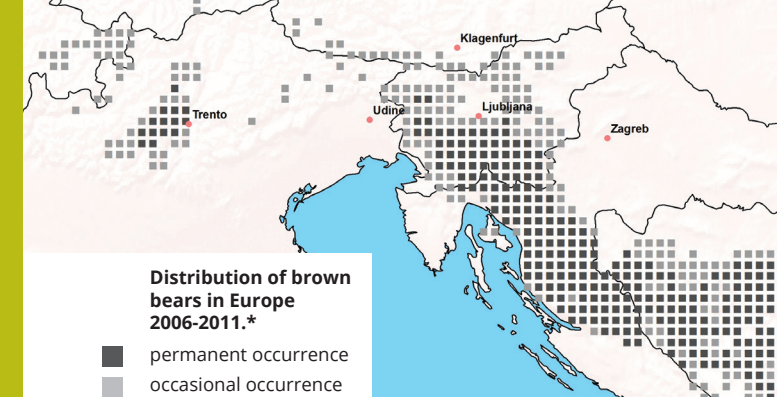 Klagenfurt
Trento
Udine
Ljubljana
Zagreb
Distribution of brown
bears in Europe
2006-2011.*
permanent occurrence
occasional occurrence